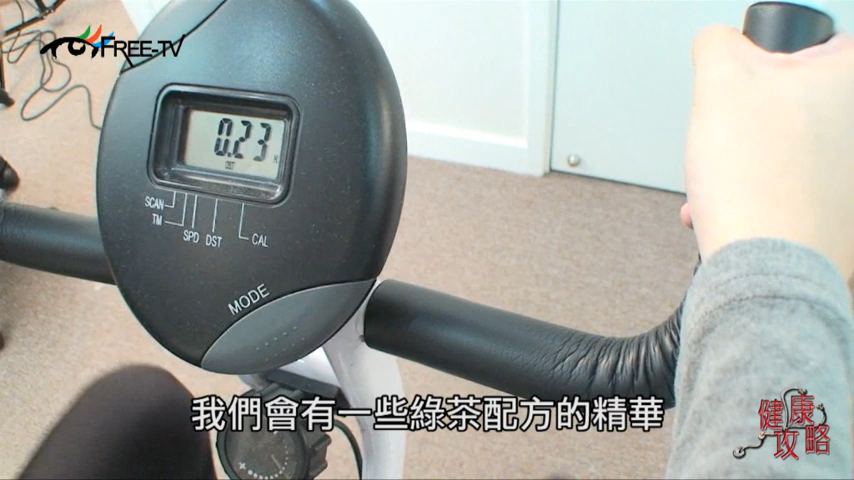 FREE-TV
0.23
DST
SCAN
TM
SPD DST CAL
MODE
我們會有一些綠茶配方的精華
健康
攻略